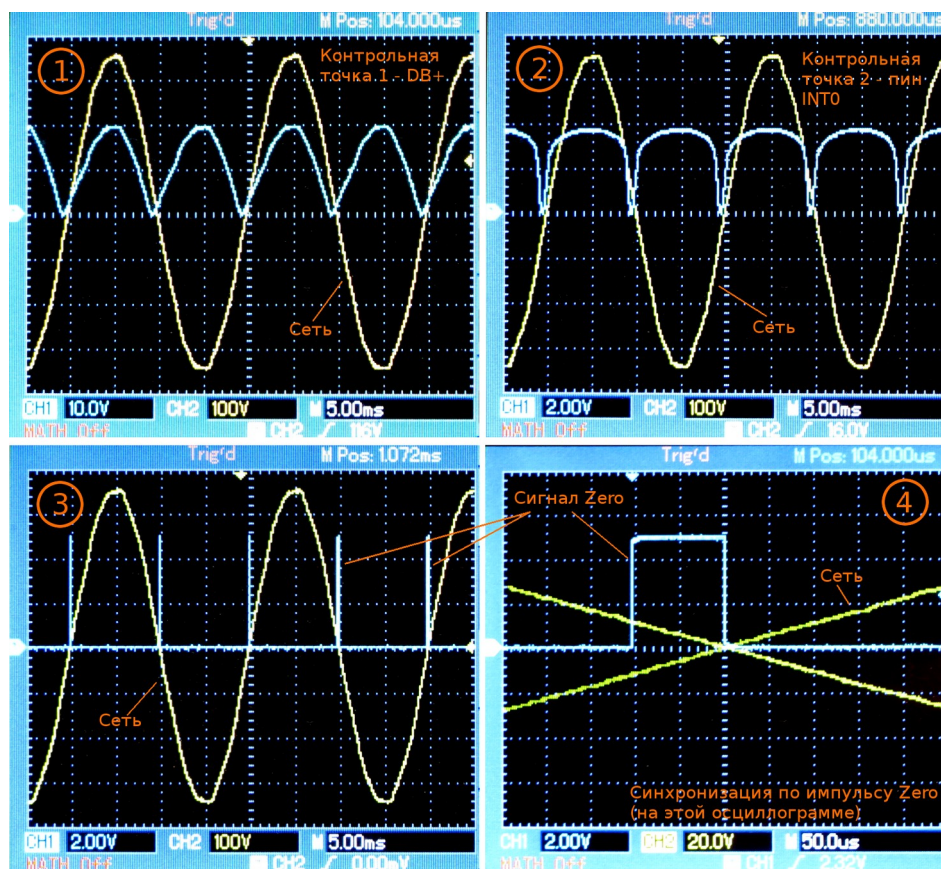 Trig'd
M Pos: 104.000us
1
Контрольная
точка 1 - DB+
Сеть
CH1 10.0V CH2 100V M 5.00ms
MATH Off CH2 116V
Trig'd
M Pos: 880.000us
2
Контрольная
точка 2 - пин
INT0
Сеть
CH1 2.00V CH2 100V M 5.00ms
MATH Off CH2 16.0V
Trig'd
M Pos: 1.072ms
3
Сеть
CH1 2.00V CH2 100V M 5.00ms
MATH Off CH2 0.00mV
Trig'd
M Pos: 104.000us
Сигнал Zero
4
Сеть
Синхронизация по импульсу Zero
(на этой осциллограмме)
CH1 2.00V CH2 20.0V M 50.0us
MATH Off CH1 2.32V